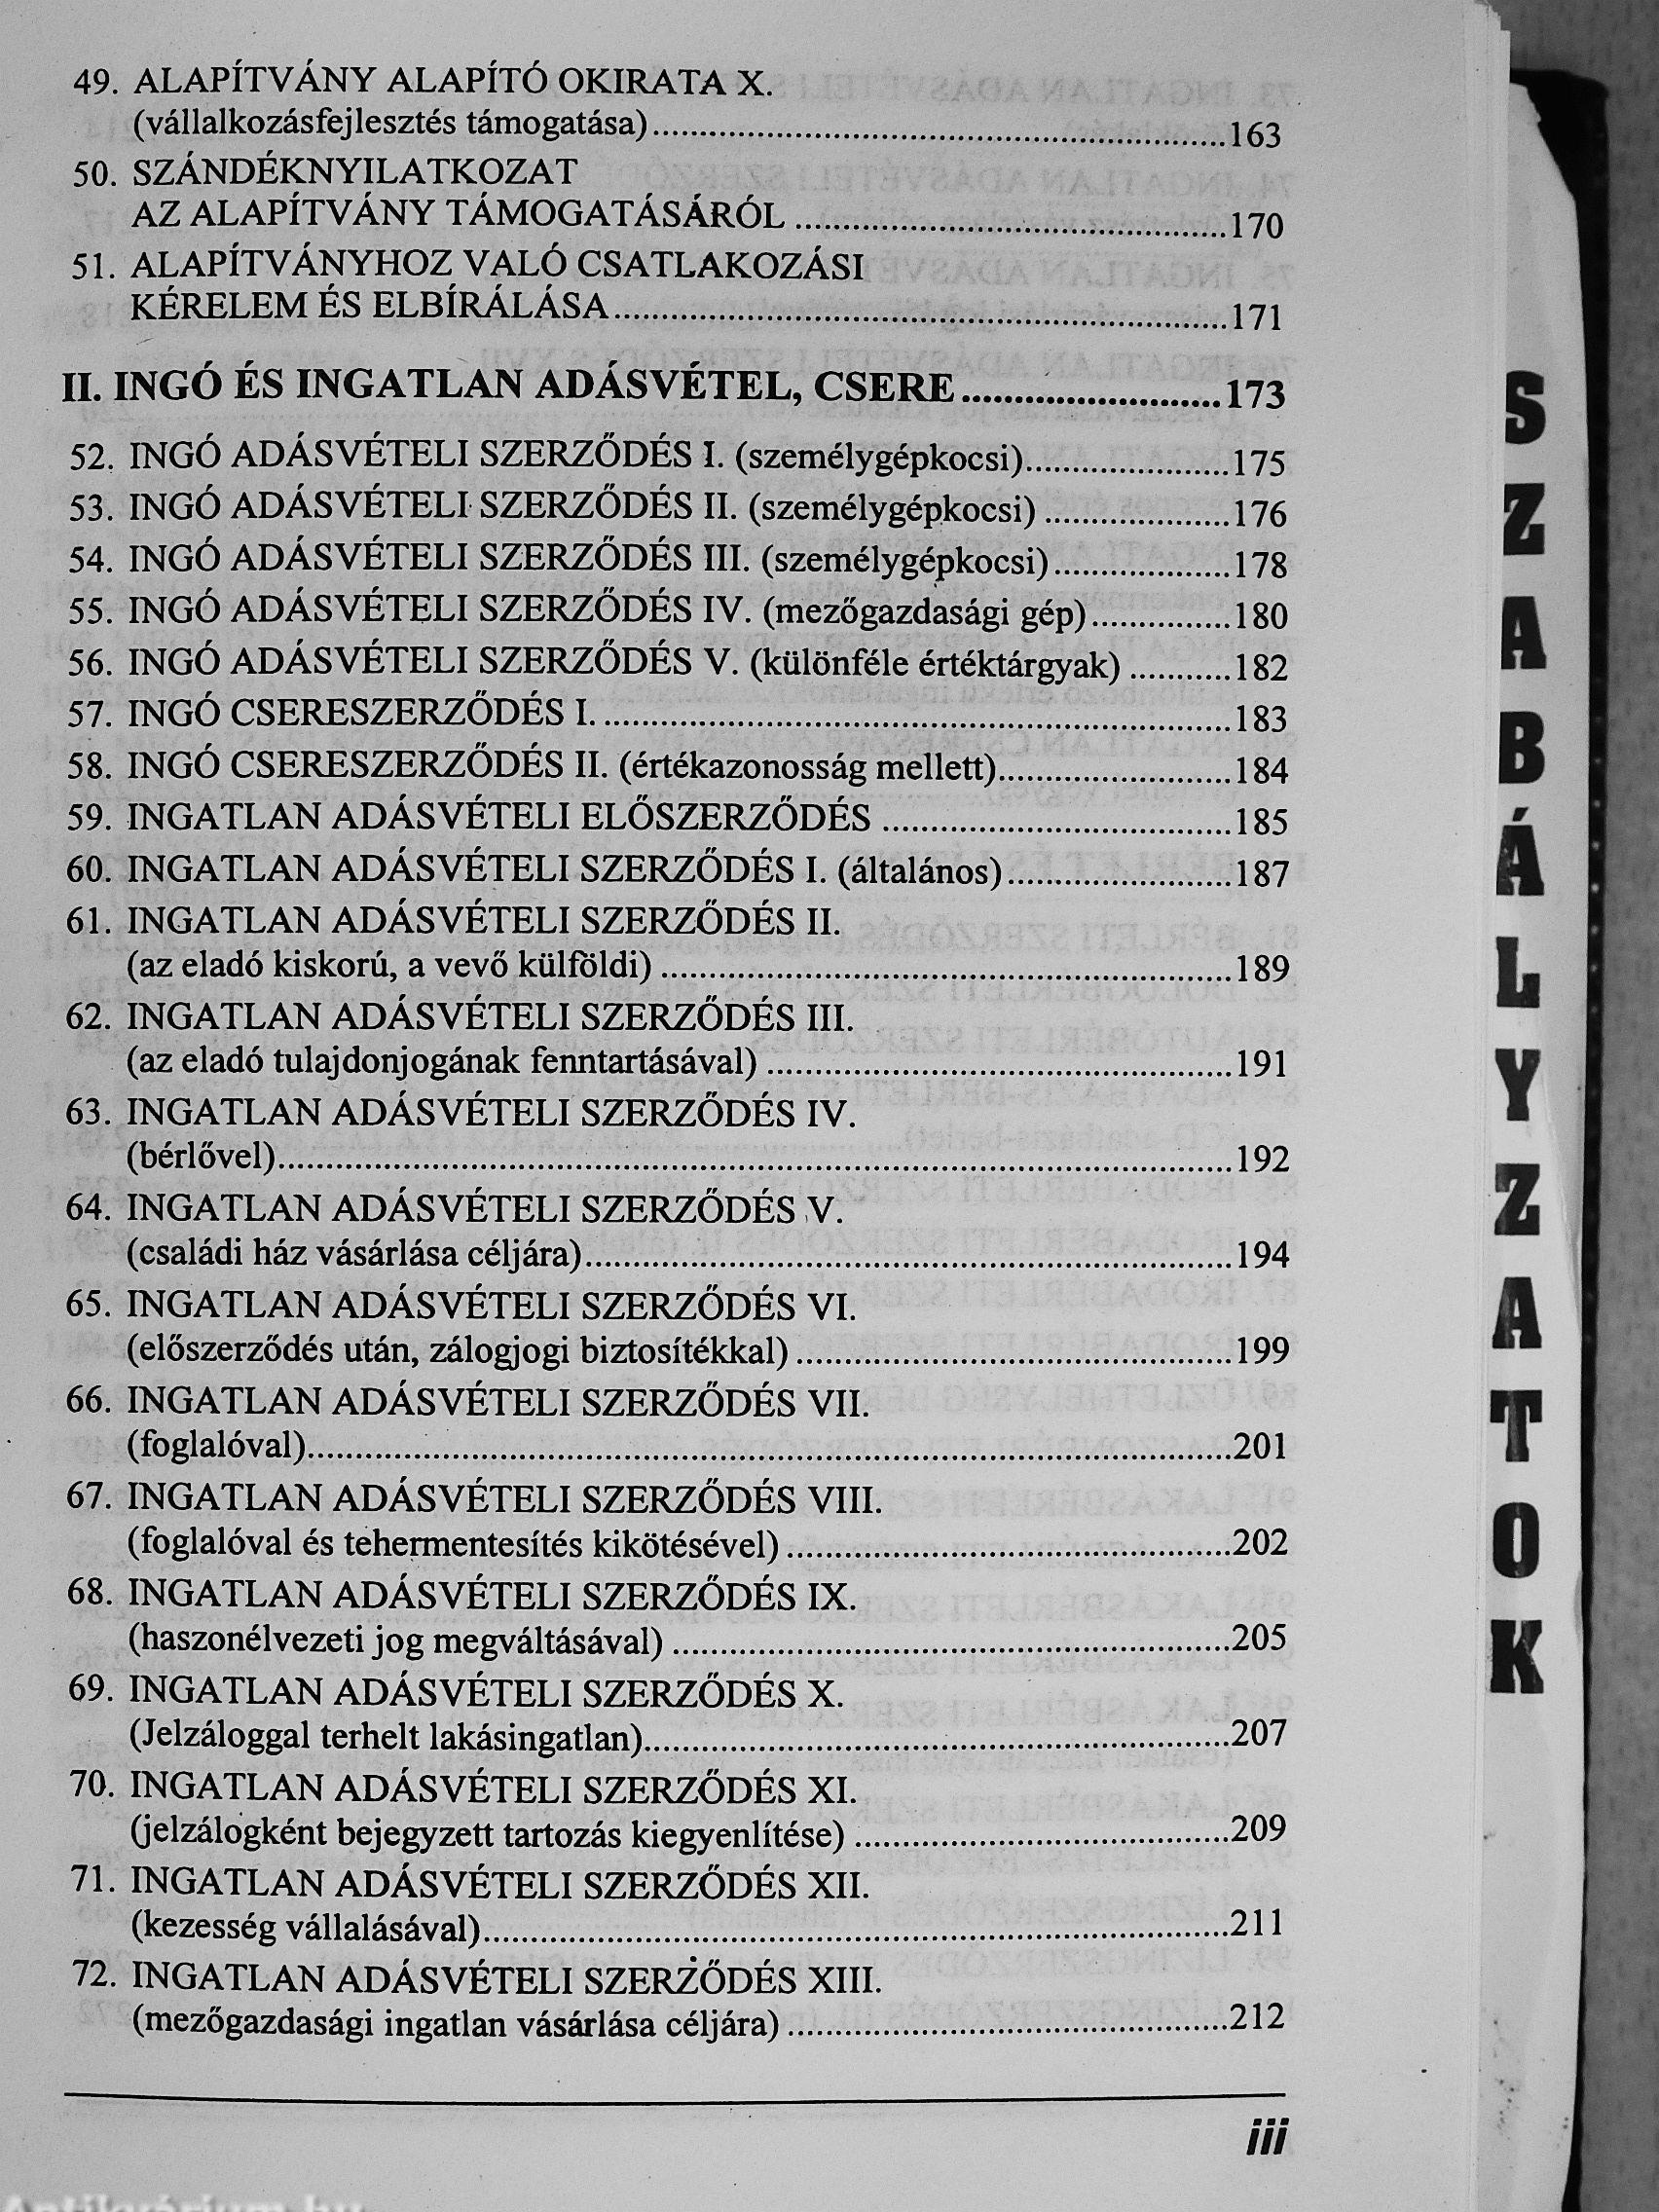 49. ALAPÍTVÁNY ALAPÍTÓ OKIRATA X.
(vállalkozásfejlesztés támogatása)..........163
50. SZÁNDÉKNYILATKOZAT
AZ ALAPÍTVÁNY TÁMOGATÁSÁRÓL ..........170
51. ALAPÍTVÁNYHOZ VALÓ CSATLAKOZÁSI
KÉRELEM ÉS ELBÍRÁLÁSA..........171
II. INGÓ ÉS INGATLAN ADÁSVÉTEL, CSERE..........173
52. INGÓ ADÁSVÉTELI SZERZŐDÉS I. (személygépkocsi)..........175
53. INGÓ ADÁSVÉTELI SZERZŐDÉS II. (személygépkocsi) ..........176
54. INGÓ ADÁSVÉTELI SZERZŐDÉS III. (személygépkocsi)..........178
55. INGÓ ADÁSVÉTELI SZERZŐDÉS IV. (mezőgazdasági gép)..........180
56. INGÓ ADÁSVÉTELI SZERZŐDÉS V. (különféle értéktárgyak) ..........182
57. INGÓ CSERESZERZŐDÉS I...........183
58. INGÓ CSERESZERZŐDÉS II. (értékazonosság mellett)..........184
59. INGATLAN ADÁSVÉTELI ELŐSZERZŐDÉS ..........185
60. INGATLAN ADÁSVÉTELI SZERZŐDÉS I. (általános)..........187
61. INGATLAN ADÁSVÉTELI SZERZŐDÉS II.
(az eladó kiskorú, a vevő külföldi) ..........189
62. INGATLAN ADÁSVÉTELI SZERZŐDÉS III.
(az eladó tulajdonjogának fenntartásával) ..........191
63. INGATLAN ADÁSVÉTELI SZERZŐDÉS IV.
(bérlővel)..........192
64. INGATLAN ADÁSVÉTELI SZERZŐDÉS V.
(családi ház vásárlása céljára)..........194
65. INGATLAN ADÁSVÉTELI SZERZŐDÉS VI.
(előszerződés után, zálogjogi biztosítékkal) ..........199
66. INGATLAN ADÁSVÉTELI SZERZŐDÉS VII.
(foglalóval)..........201
67. INGATLAN ADÁSVÉTELI SZERZŐDÉS VIII.
(foglalóval és tehermentesítés kikötésével) ..........202
68. INGATLAN ADÁSVÉTELI SZERZŐDÉS IX.
(haszonélvezeti jog megváltásával) ..........205
69. INGATLAN ADÁSVÉTELI SZERZŐDÉS X.
(Jelzáloggal terhelt lakásingatlan)..........207
70. INGATLAN ADÁSVÉTELI SZERZŐDÉS XI.
(jelzálogként bejegyzett tartozás kiegyenlítése) ..........209
71. INGATLAN ADÁSVÉTELI SZERZŐDÉS XII.
(kezesség vállalásával)..........211
72. INGATLAN ADÁSVÉTELI SZERZŐDÉS XIII.
(mezőgazdasági ingatlan vásárlása céljára) ..........212
iii
SZABÁLYZATOK